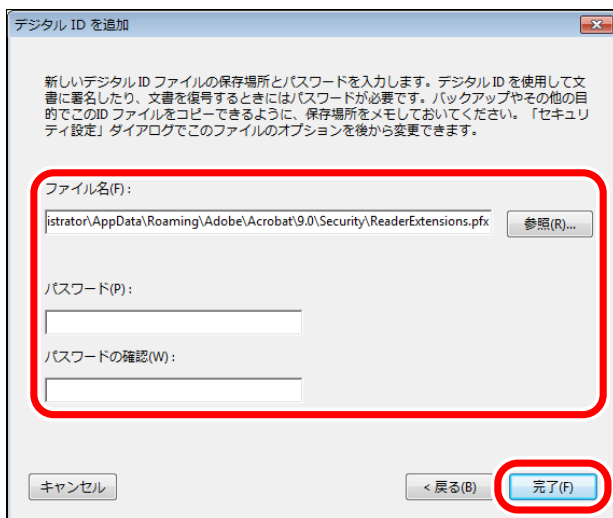 デジタル ID を追加
新しいデジタル ID ファイルの保存場所とパスワードを入力します。デジタル ID を使用して文
書に署名したり、文書を復号するときにはパスワードが必要です。バックアップやその他の目
的でこのID ファイルをコピーできるように、保存場所をメモしておいてください。「セキュリ
ティ設定」ダイアログでこのファイルのオプションを後から変更できます。
ファイル名(F) :
istrator\AppData\Roaming\Adobe\Acrobat\9.0\Security\ReaderExtensions.pfx
参照(R)...
パスワード(P) :
パスワードの確認(W) :
キャンセル
< 戻る(B)
完了(F)